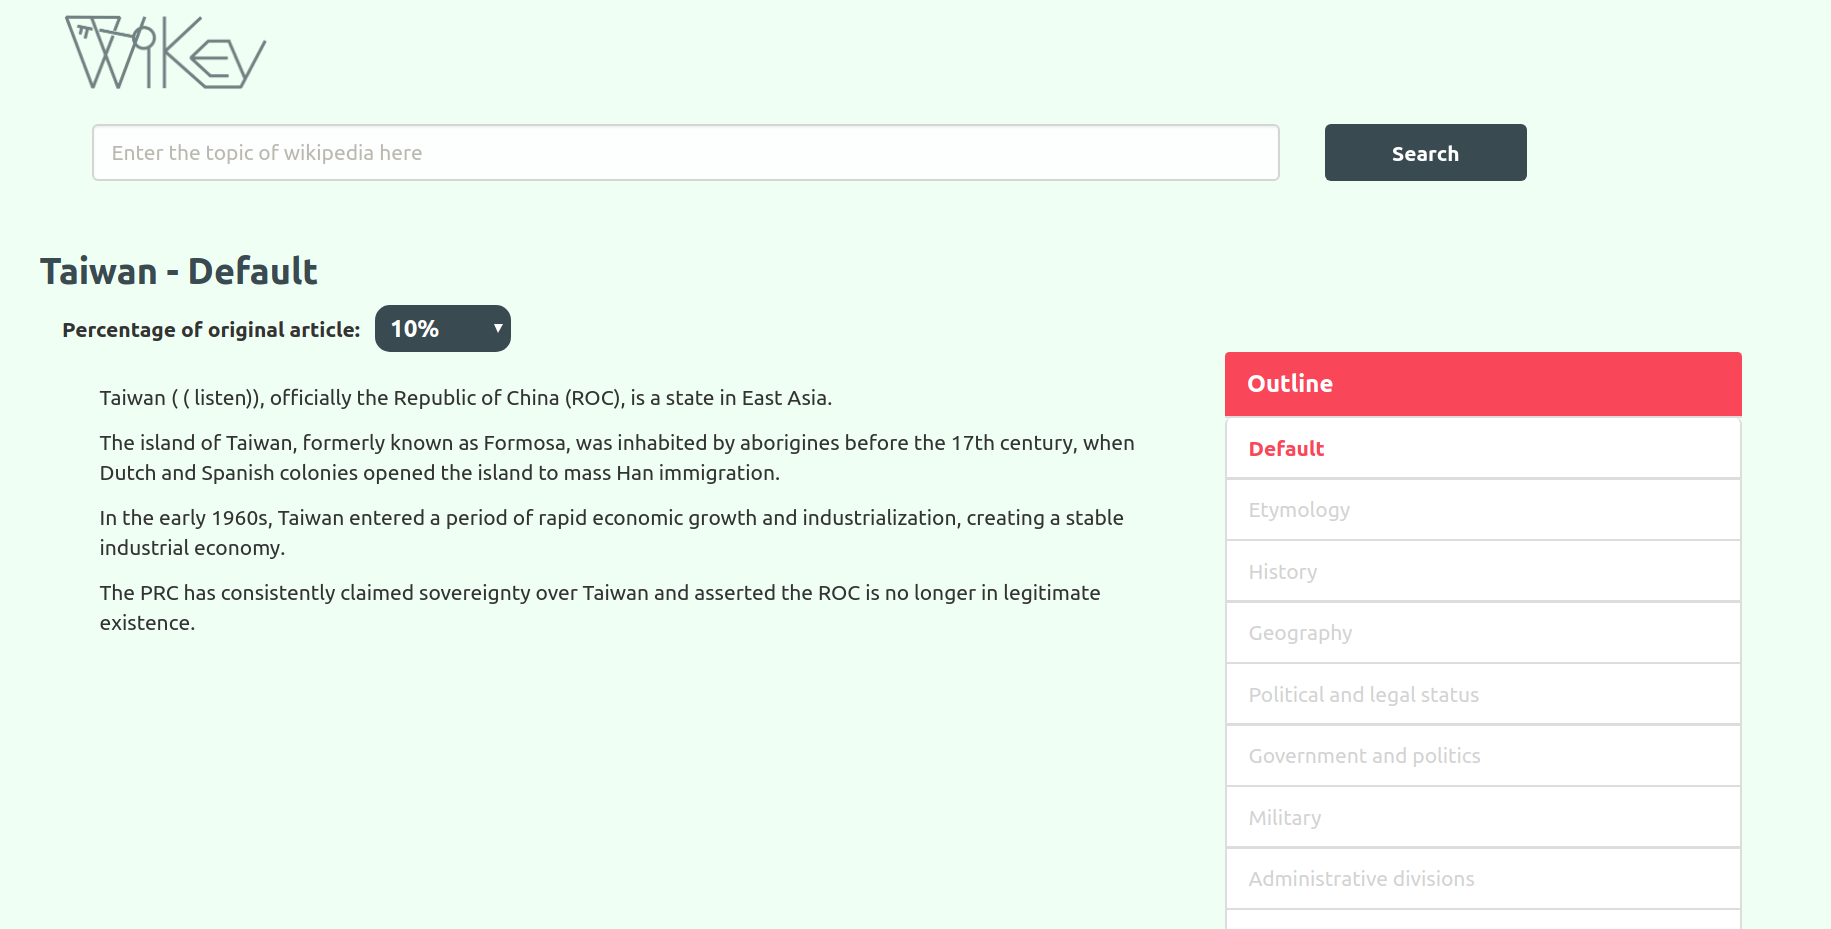 WiKey
Enter the topic of wikipedia here
Search
Taiwan - Default
Percentage of original article:
10%
Taiwan ( ( listen)), officially the Republic of China (ROC), is a state in East Asia.
The island of Taiwan, formerly known as Formosa, was inhabited by aborigines before the 17th century, when
Dutch and Spanish colonies opened the island to mass Han immigration.
In the early 1960s, Taiwan entered a period of rapid economic growth and industrialization, creating a stable
industrial economy.
The PRC has consistently claimed sovereignty over Taiwan and asserted the ROC is no longer in legitimate
existence.
Outline
Default
Etymology
History
Geography
Political and legal status
Government and politics
Military
Administrative divisions